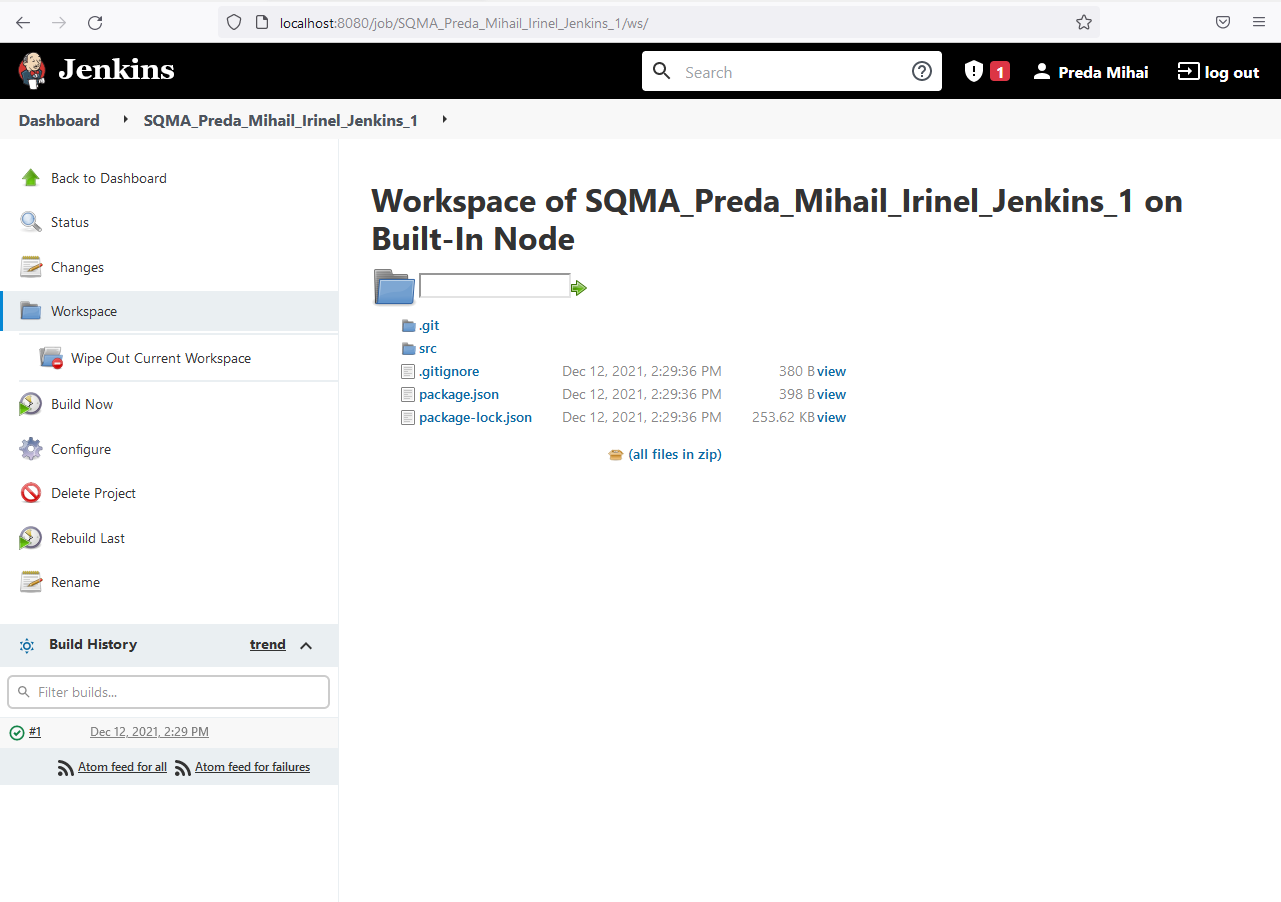 localhost:8080/job/SQMA_Preda_Mihail_Irinel_Jenkins_1/ws/
Jenkins
Search
1
Preda Mihai
log out
Dashboard
SQMA_Preda_Mihail_Irinel_Jenkins_1
Back to Dashboard
Status
Changes
Workspace
Wipe Out Current Workspace
Build Now
Configure
Delete Project
Rebuild Last
Rename
Build History trend
Filter builds...
#1 Dec 12, 2021, 2:29 PM
Atom feed for all Atom feed for failures
Workspace of SQMA_Preda_Mihail_Irinel_Jenkins_1 on
Built-In Node
.git
src
.gitignore Dec 12, 2021, 2:29:36 PM 380 B view
package.json Dec 12, 2021, 2:29:36 PM 398 B view
package-lock.json Dec 12, 2021, 2:29:36 PM 253.62 KB view
(all files in zip)